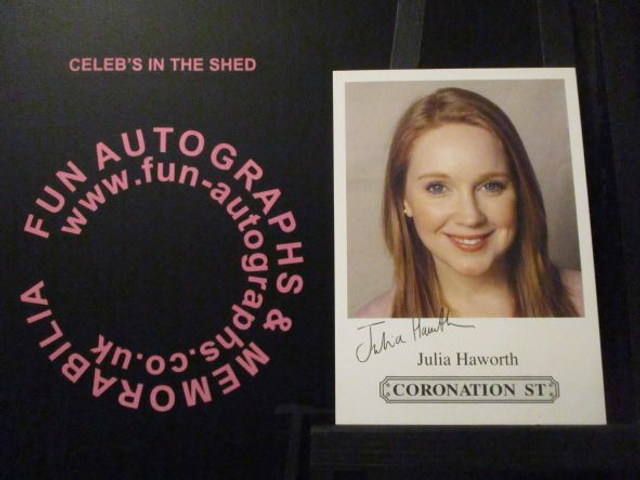 CELEB'S IN THE SHED
FUN AUTOGRAPHS & MEMORABILIA
www.fun-autographs.co.uk
Julia Haworth
Julia Haworth
CORONATION ST